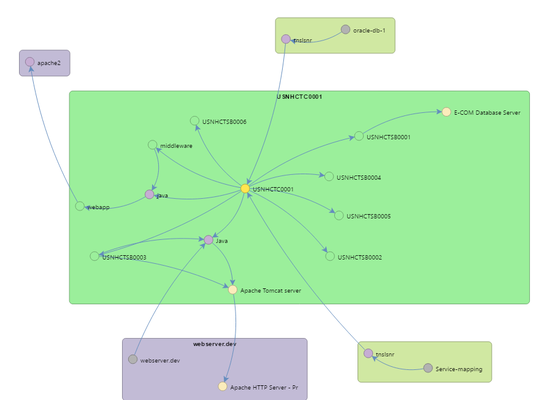 oracle-db-1
tnslsnr
apache2
USNHCTC0001
E-COM Database Server
USNHCTSB0006
USNHCTSB0001
middleware
USNHCTSB0004
USNHCTC0001
java
webapp
USNHCTSB0005
Java
USNHCTSB0003
USNHCTSB0002
Apache Tomcat server
webserver.dev
tnslsnr
webserver.dev
Service-mapping
Apache HTTP Server - Pr